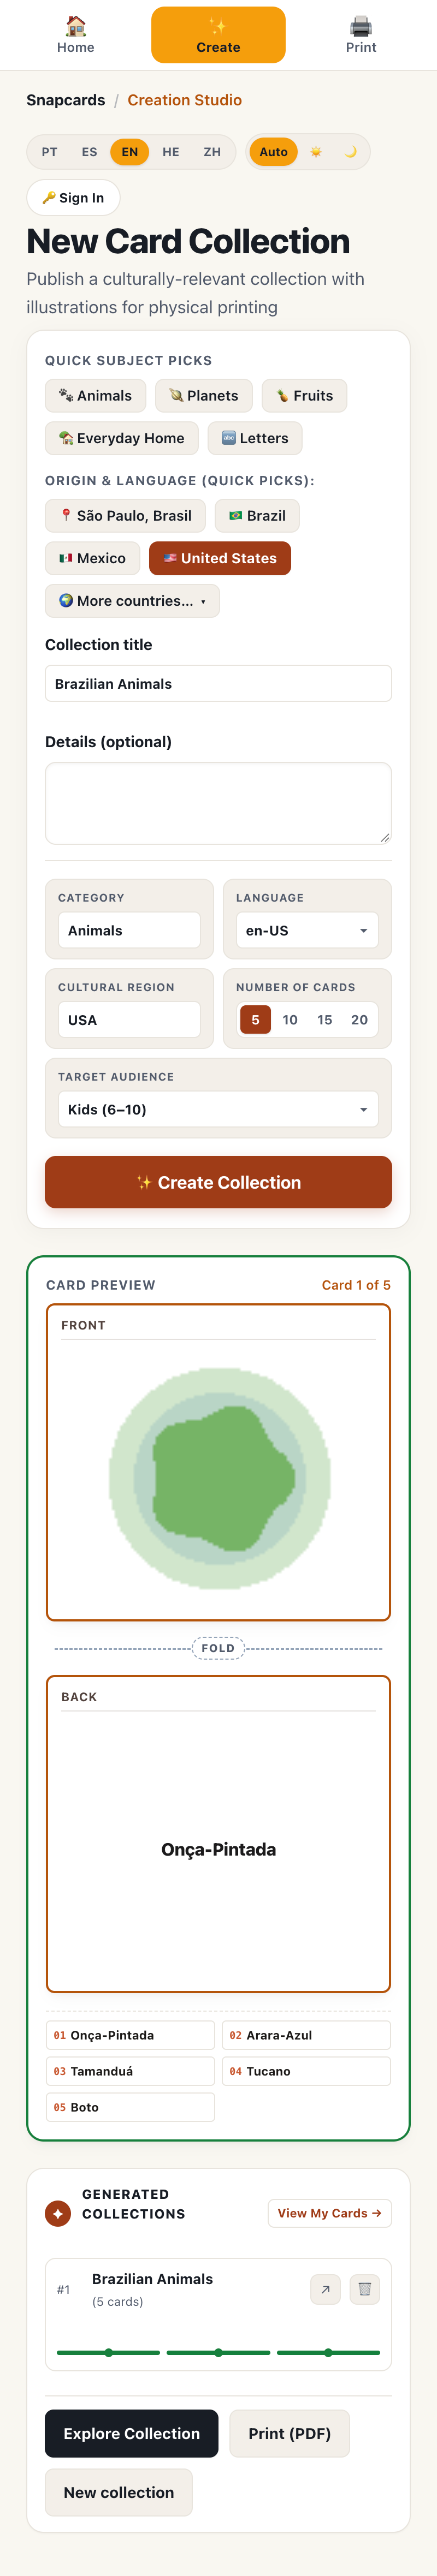 Home
Create
Print
Snapcards / Creation Studio
PT ES EN HE ZH Auto
Sign In
New Card Collection
Publish a culturally-relevant collection with
illustrations for physical printing
QUICK SUBJECT PICKS
Animals Planets Fruits
Everyday Home abc Letters
ORIGIN & LANGUAGE (QUICK PICKS):
São Paulo, Brasil Brazil
Mexico United States
More countries...
Collection title
Brazilian Animals
Details (optional)
CATEGORY
Animals
LANGUAGE
en-US
CULTURAL REGION
USA
NUMBER OF CARDS
5 10 15 20
TARGET AUDIENCE
Kids (6–10)
Create Collection
CARD PREVIEW Card 1 of 5
FRONT
FOLD
BACK
Onça-Pintada
01 Onça-Pintada 02 Arara-Azul
03 Tamanduá 04 Tucano
05 Boto
GENERATED
COLLECTIONS
View My Cards →
#1 Brazilian Animals
(5 cards)
↗
Explore Collection Print (PDF)
New collection